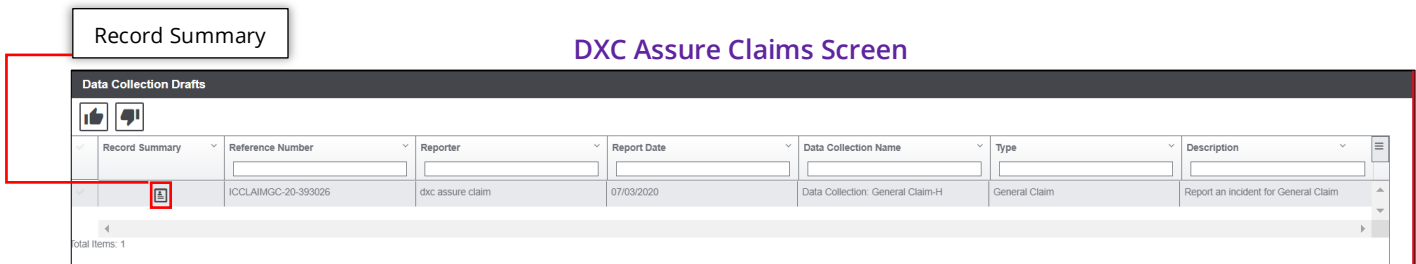 Record Summary
DXC Assure Claims Screen
Data Collection Drafts
Record Summary Reference Number Reporter Report Date Data Collection Name Type Description
ICCLAIMGC-20-393026 dxc assure claim 07/03/2020 Data Collection: General Claim-H General Claim Report an incident for General Claim
Total Items: 1